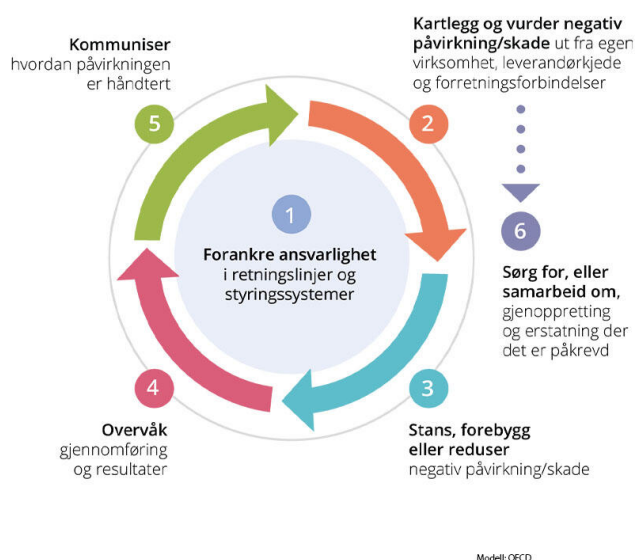 1
Forankre ansvarlighet
i retningslinjer og
styringssystemer
2
Kartlegg og vurder negativ
påvirkning/skade ut fra egen
virksomhet, leverandørkjede
og forretningsforbindelser
3
Stans, forebygg
eller reduser
negativ påvirkning/skade
4
Overvåk
gjennomføring
og resultater
5
Kommuniser
hvordan påvirkningen
er håndtert
6
Sørg for, eller
samarbeid om,
gjenoppretting
og erstatning der
det er påkrevd
Modell: OECD